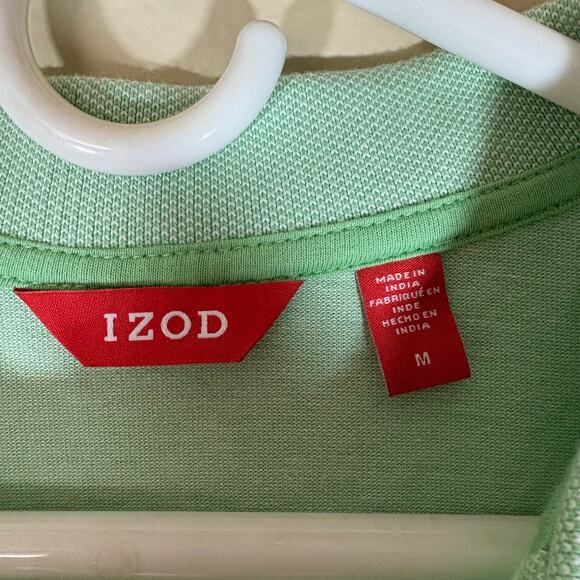 IZOD
MADE IN
INDIA
FABRIQUÉ EN
INDE
HECHO EN
INDIA
M